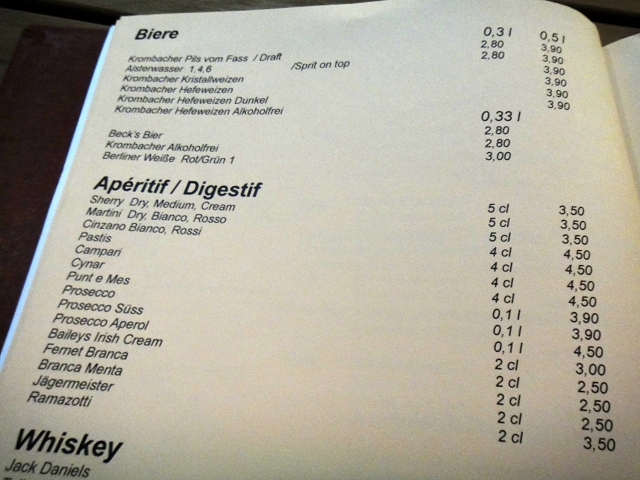 Biere 0,3 l 0,5 l
Krombacher Pils vom Fass / Draft 2,80 3,90
Alsterwasser 1,4,6 /Sprit on top 2,80 3,90
Krombacher Kristallweizen 3,90
Krombacher Hefeweizen 3,90
Krombacher Hefeweizen Dunkel 3,90
Krombacher Hefeweizen Alkoholfrei 3,90
0,33 l
Beck's Bier 2,80
Krombacher Alkoholfrei 2,80
Berliner Weiße Rot/Grün 1 3,00
Apéritif / Digestif
Sherry Dry, Medium, Cream 5 cl 3,50
Martini Dry, Bianco, Rosso 5 cl 3,50
Cinzano Bianco, Rossi 5 cl 3,50
Pastis 4 cl 4,50
Campari 4 cl 4,50
Cynar 4 cl 4,50
Punt e Mes 4 cl 4,50
Prosecco 0,1 l 3,90
Prosecco Süss 0,1 l 3,90
Prosecco Aperol 0,1 l 4,50
Baileys Irish Cream 2 cl 3,00
Fernet Branca 2 cl 2,50
Branca Menta 2 cl 2,50
Jägermeister 2 cl 2,50
Ramazotti 2 cl 3,50
Whiskey
Jack Daniels